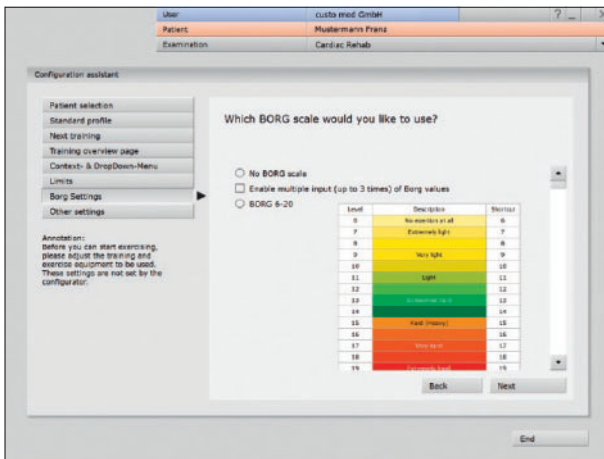 User custo med GmbH ? _ X
Patient Mustermann Franz
Examination Cardiac Rehab
Configuration assistant
Patient selection
Standard profile
Next training
Training overview page
Context- & DropDown-Menu
Limits
Borg Settings
Other settings
Annotation:
Before you can start exercising,
please adjust the training and
exercise equipment to be used.
These settings are not set by the
configurator.
Which BORG scale would you like to use?
No BORG scale
Enable multiple input (up to 3 times) of Borg values
BORG 6-20
Level Description Shortcut
6 No exertion at all 6
7 Extremely light 7
8 8
9 Very light 9
10 10
11 Light 11
12 12
13 13
14 14
15 Hard (Heavy) 15
16 16
17 Very hard 17
18 18
19 Extremely hard 19
Back Next
End